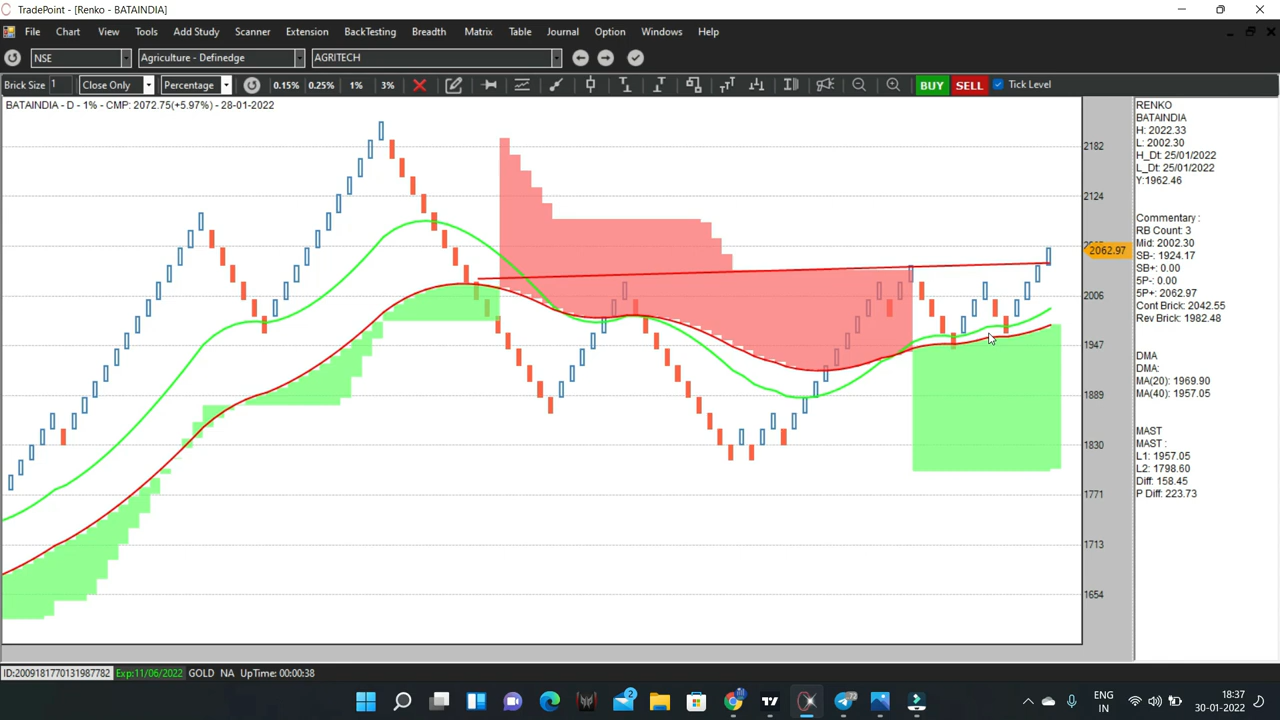 TradePoint - [Renko - BATAINDIA]
File Chart View Tools Add Study Scanner Extension BackTesting Breadth Matrix Table Journal Option Windows Help
NSE Agriculture - Definedge AGRITECH
Brick Size 1 Close Only Percentage 0.15% 0.25% 1% 3% BUY SELL Tick Level
BATAINDIA - D - 1% - CMP: 2072.75(+5.97%) - 28-01-2022
2182
2124
2062.97
2006
1947
1889
1830
1771
1713
1654
RENKO
BATAINDIA
H: 2022.33
L: 2002.30
H_Dt: 25/01/2022
L_Dt: 25/01/2022
Y:1962.46
Commentary :
RB Count: 3
Mid: 2002.30
SB-: 1924.17
SB+: 0.00
5P-: 0.00
5P+: 2062.97
Cont Brick: 2042.55
Rev Brick: 1982.48
DMA
DMA:
MA(20): 1969.90
MA(40): 1957.05
MAST
MAST :
L1: 1957.05
L2: 1798.60
Diff: 158.45
P Diff: 223.73
ID:2009181770131987782 Exp:11/06/2022 GOLD NA UpTime: 00:00:38
ENG
IN
18:37
30-01-2022